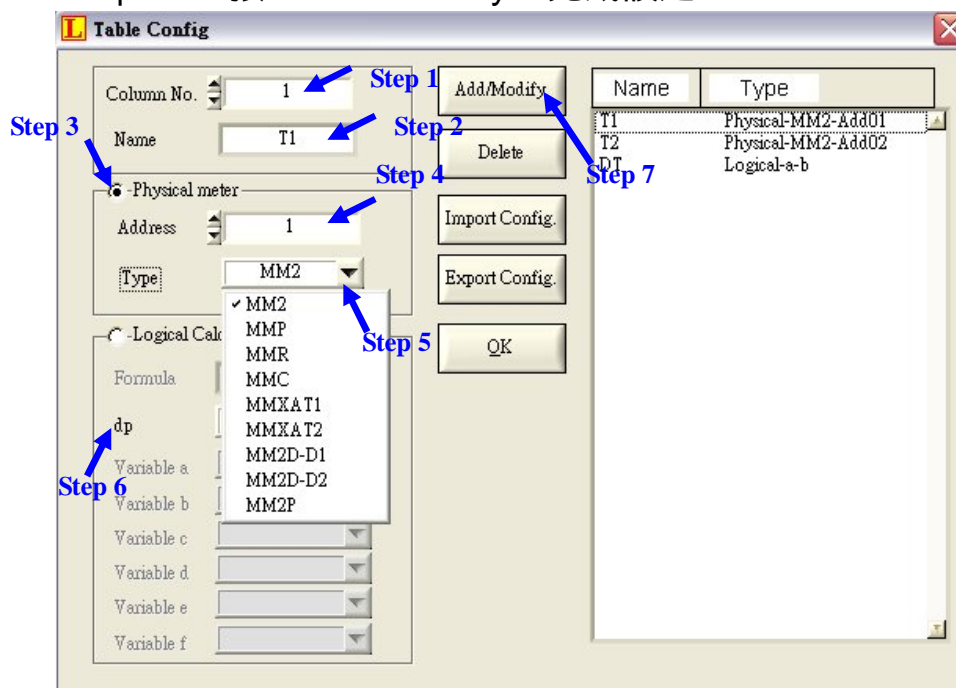 Table Config
Column No. 1
Step 1
Name T1
Step 2
Step 3
-Physical meter
Step 4
Address 1
Type MM2
✓MM2
MMP
MMR
MMC
MMXAT1
MMXAT2
MM2D-D1
MM2D-D2
MM2P
Step 5
-Logical
Formula
dp
Step 6
Variable a
Variable b
Variable c
Variable d
Variable e
Variable f
Add/Modify
Step 7
Delete
Import Config.
Export Config.
OK
Name Type
T1 Physical-MM2-Add01
T2 Physical-MM2-Add02
DT Logical-a-b